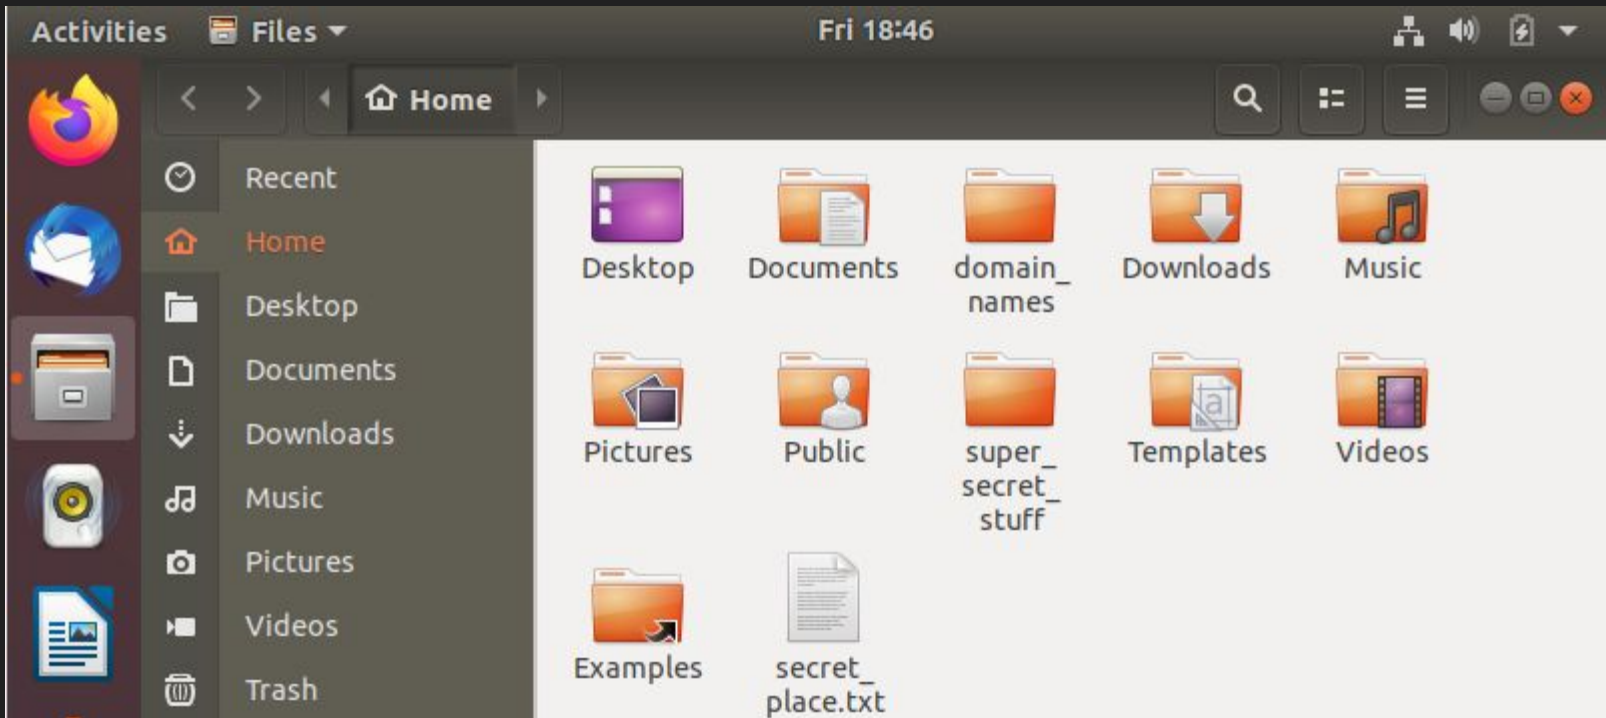 Activities Files Fri 18:46
Home
Recent
Home
Desktop
Documents
Downloads
Music
Pictures
Videos
Trash
Desktop Documents domain_ Downloads Music
names
Pictures Public super_ Templates Videos
secret_
stuff
Examples secret_
place.txt